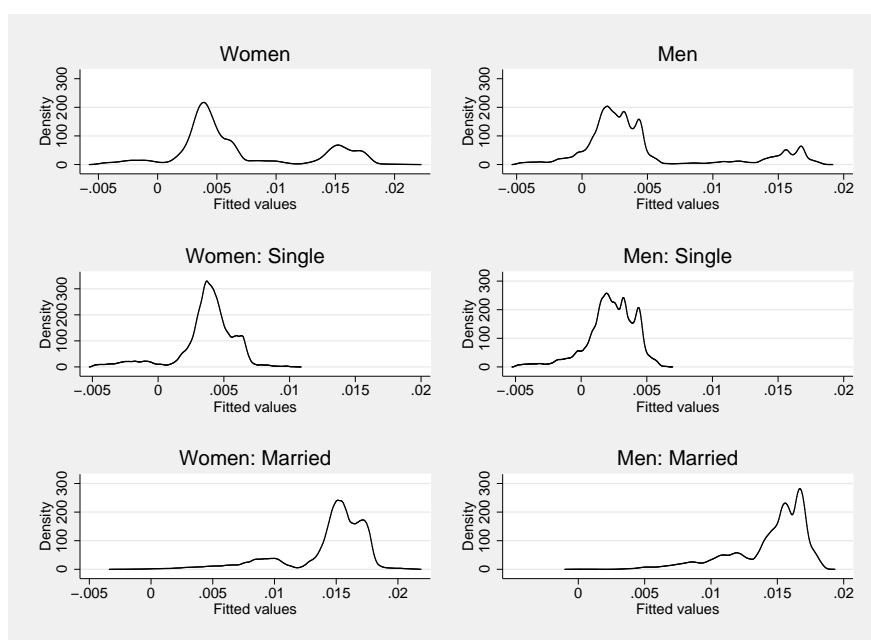 Women
Density
0 100 200 300
−.005 0 .005 .01 .015 .02
Fitted values
Men
Density
0 100 200 300
−.005 0 .005 .01 .015 .02
Fitted values
Women: Single
Density
0 100 200 300
−.005 0 .005 .01 .015 .02
Fitted values
Men: Single
Density
0 100 200 300
−.005 0 .005 .01 .015 .02
Fitted values
Women: Married
Density
0 100 200 300
−.005 0 .005 .01 .015 .02
Fitted values
Men: Married
Density
0 100 200 300
−.005 0 .005 .01 .015 .02
Fitted values